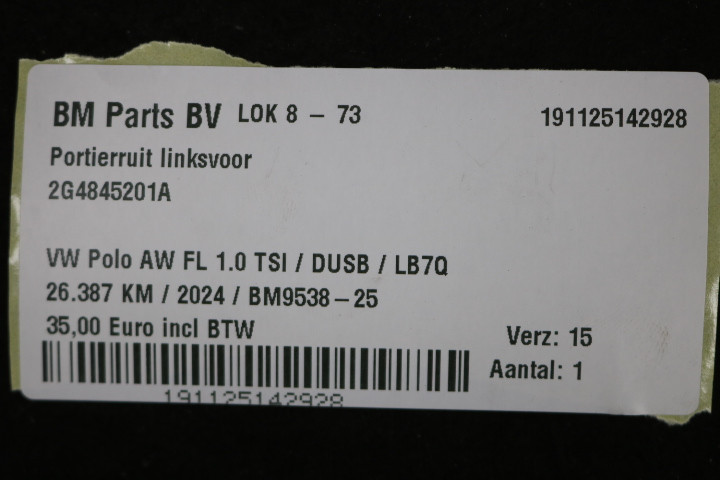 BM Parts BV LOK 8 - 73 191125142928
Portierruit linksvoor
2G4845201A
VW Polo AW FL 1.0 TSI / DUSB / LB7Q
26.387 KM / 2024 / BM9538-25
35,00 Euro incl BTW
Verz: 15
Aantal: 1
191125142928